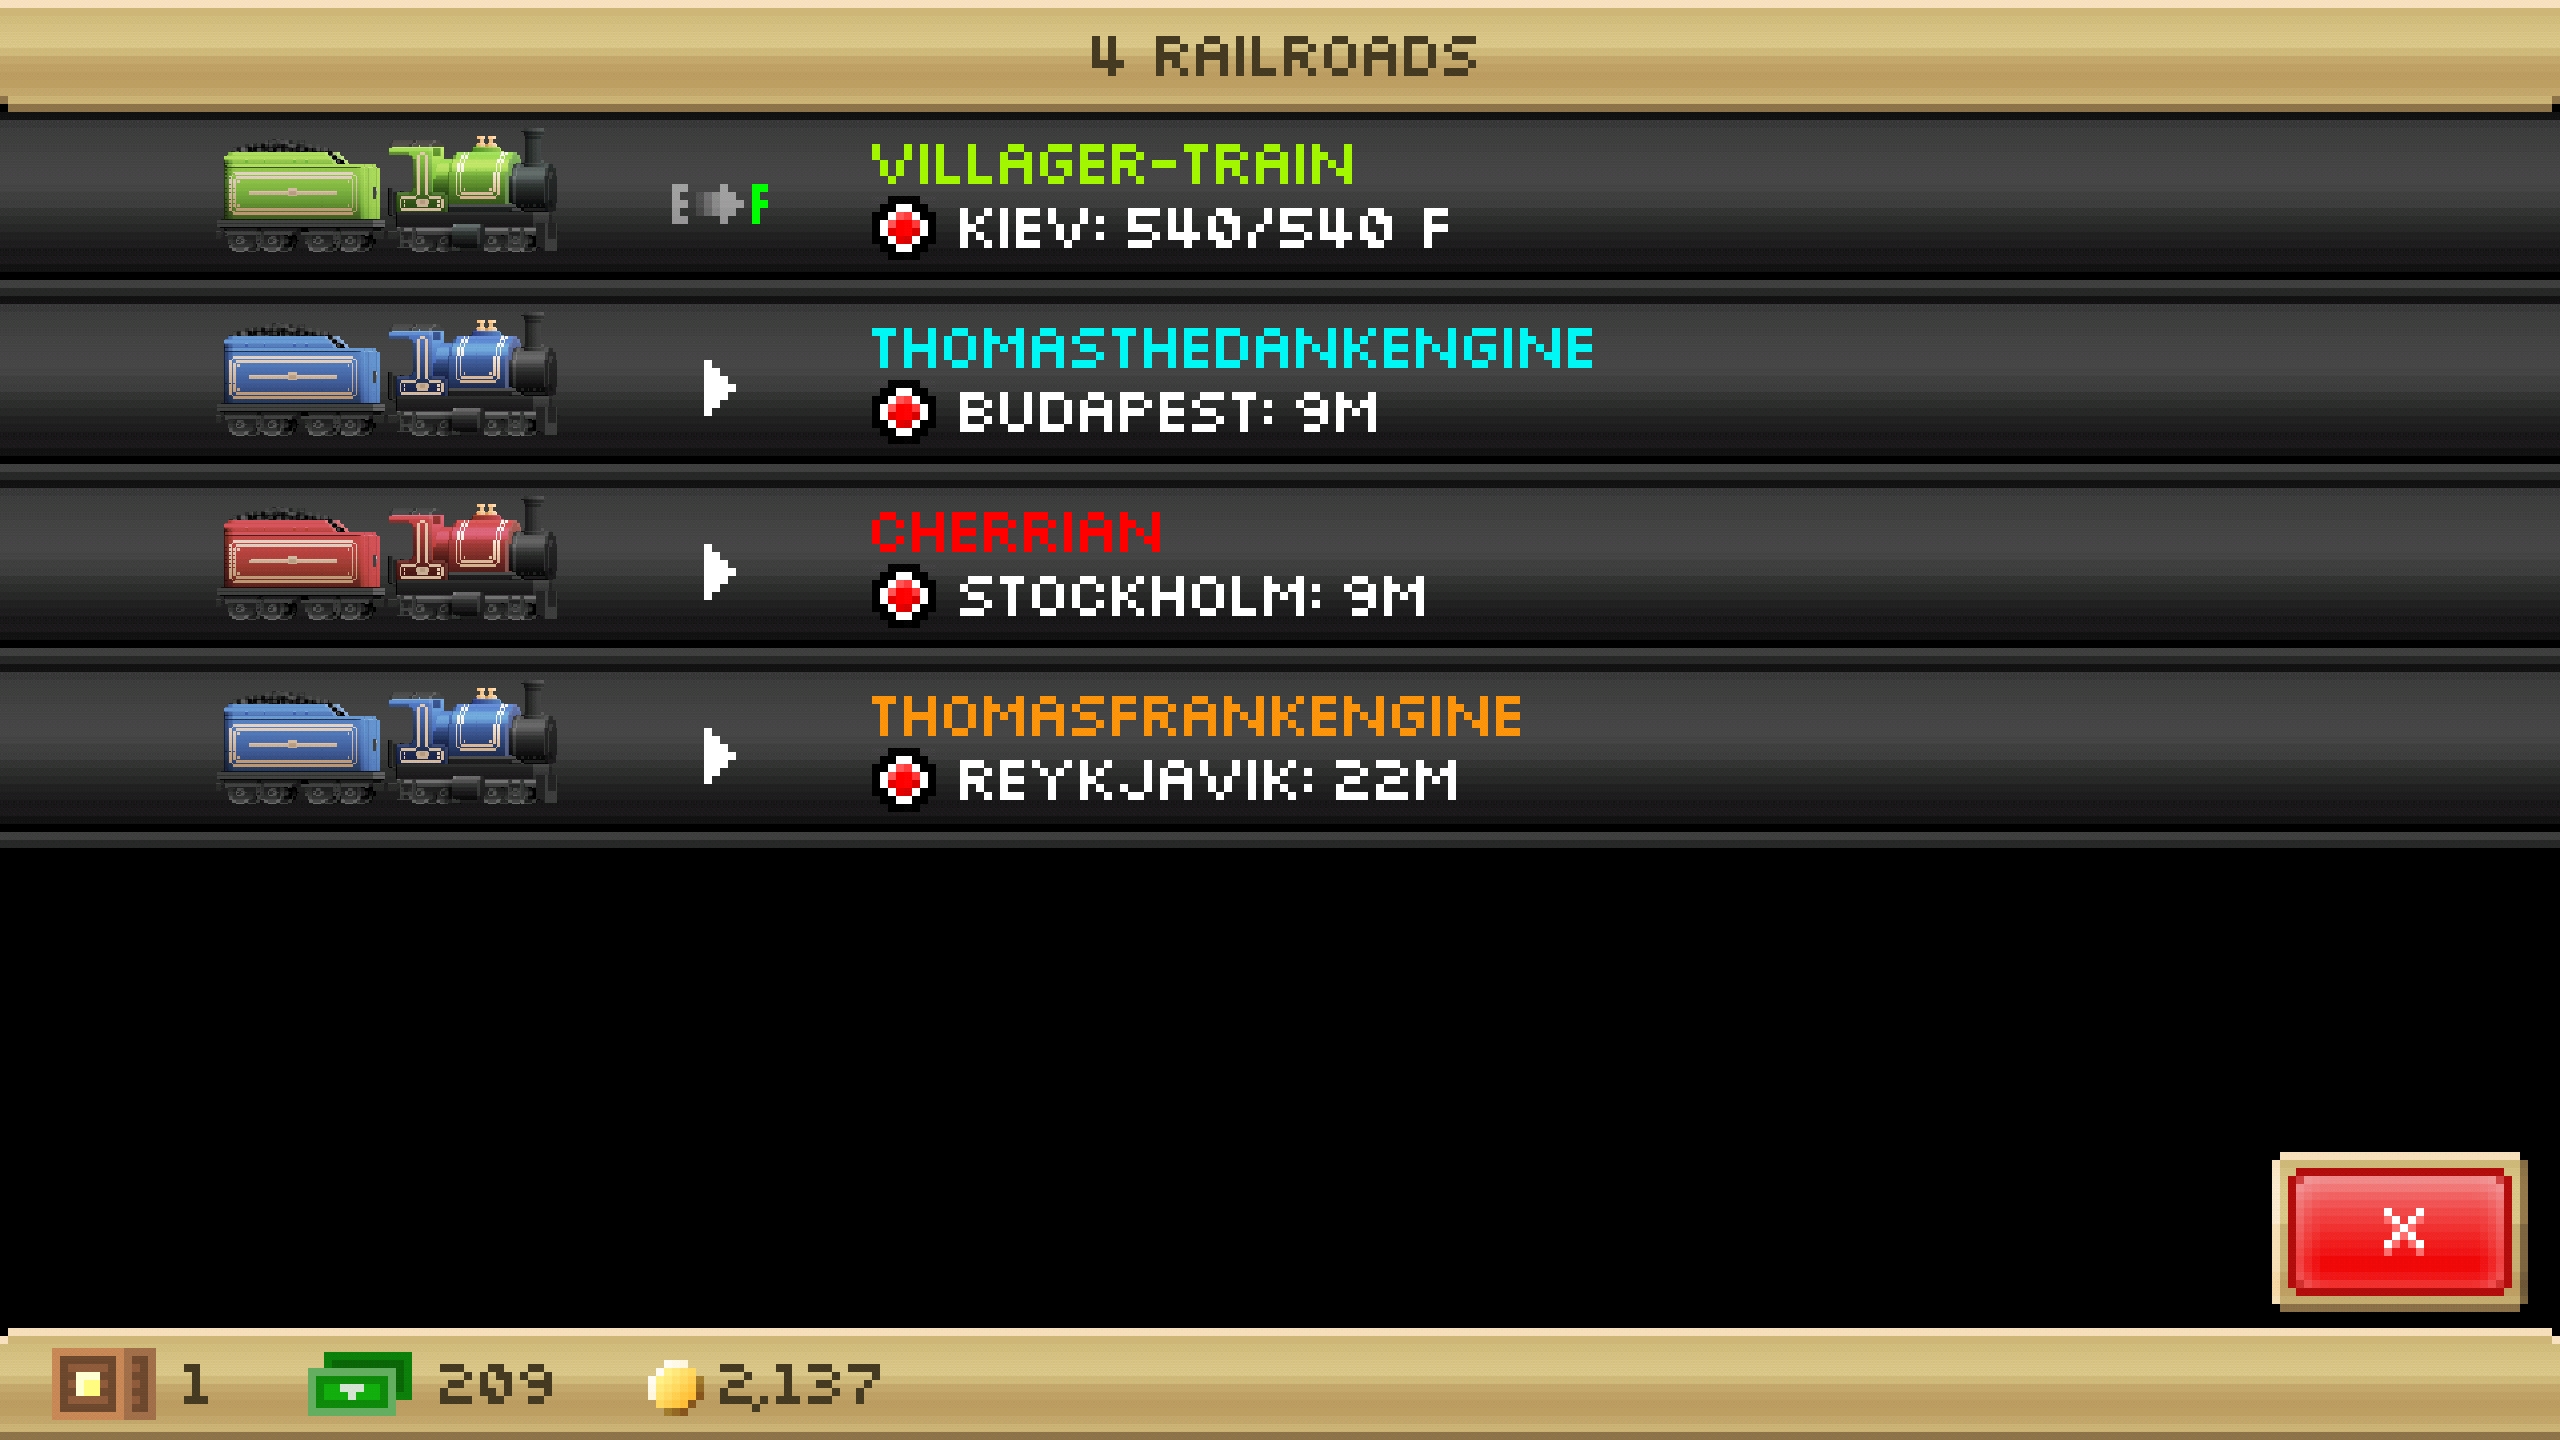 4 RAILROADS
VILLAGER-TRAIN
E F
KIEV: 540/540 F
THOMASTHEDANKENGINE
BUDAPEST: 9M
CHERRIAN
STOCKHOLM: 9M
THOMASFRANKENGINE
REYKJAVIK: 22M
X
1 209 2,137